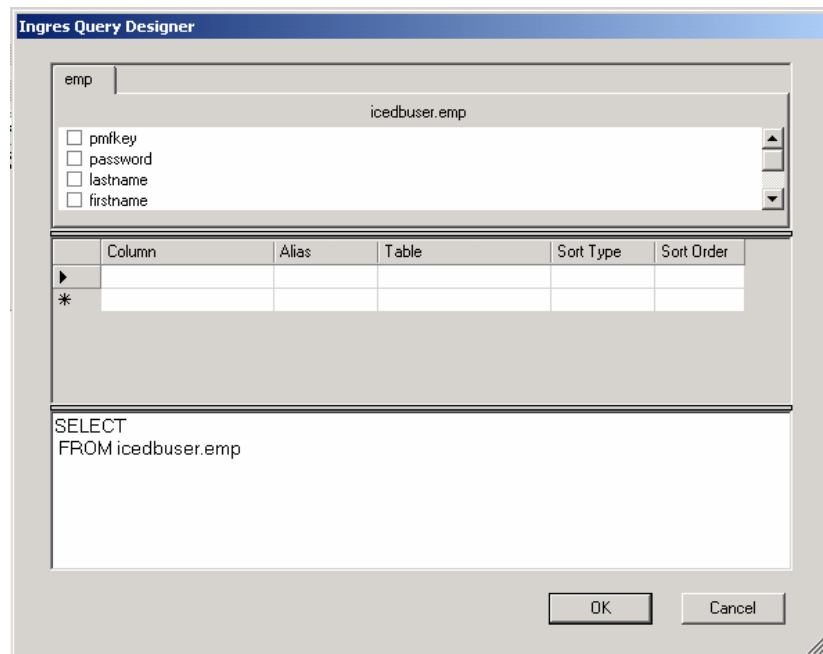 Ingres Query Designer
emp
icedbuser.emp
pmfkey
password
lastname
firstname
Column Alias Table Sort Type Sort Order
SELECT
FROM icedbuser.emp
OK Cancel